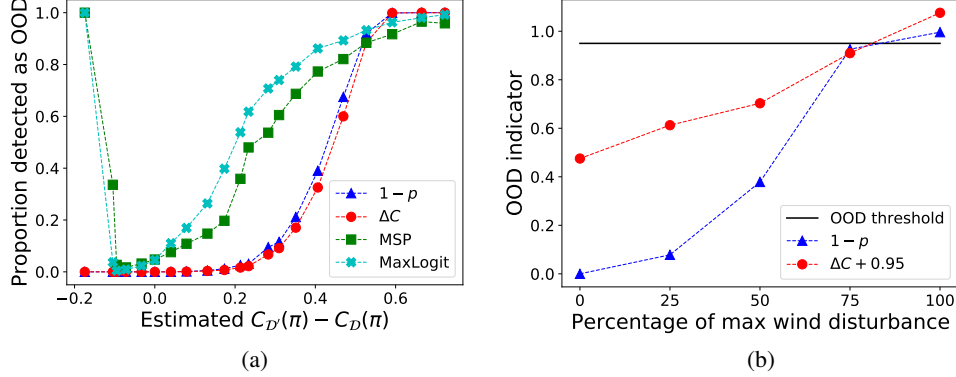 Proportion detected as OOD
1.0
0.8
0.6
0.4
0.2
0.0
−0.2 0.0 0.2 0.4 0.6
Estimated C_D′(π) − C_D(π)
1 − p
ΔC
MSP
MaxLogit
(a)
OOD indicator
1.0
0.8
0.6
0.4
0.2
0.0
0 25 50 75 100
Percentage of max wind disturbance
OOD threshold
1 − p
ΔC + 0.95
(b)